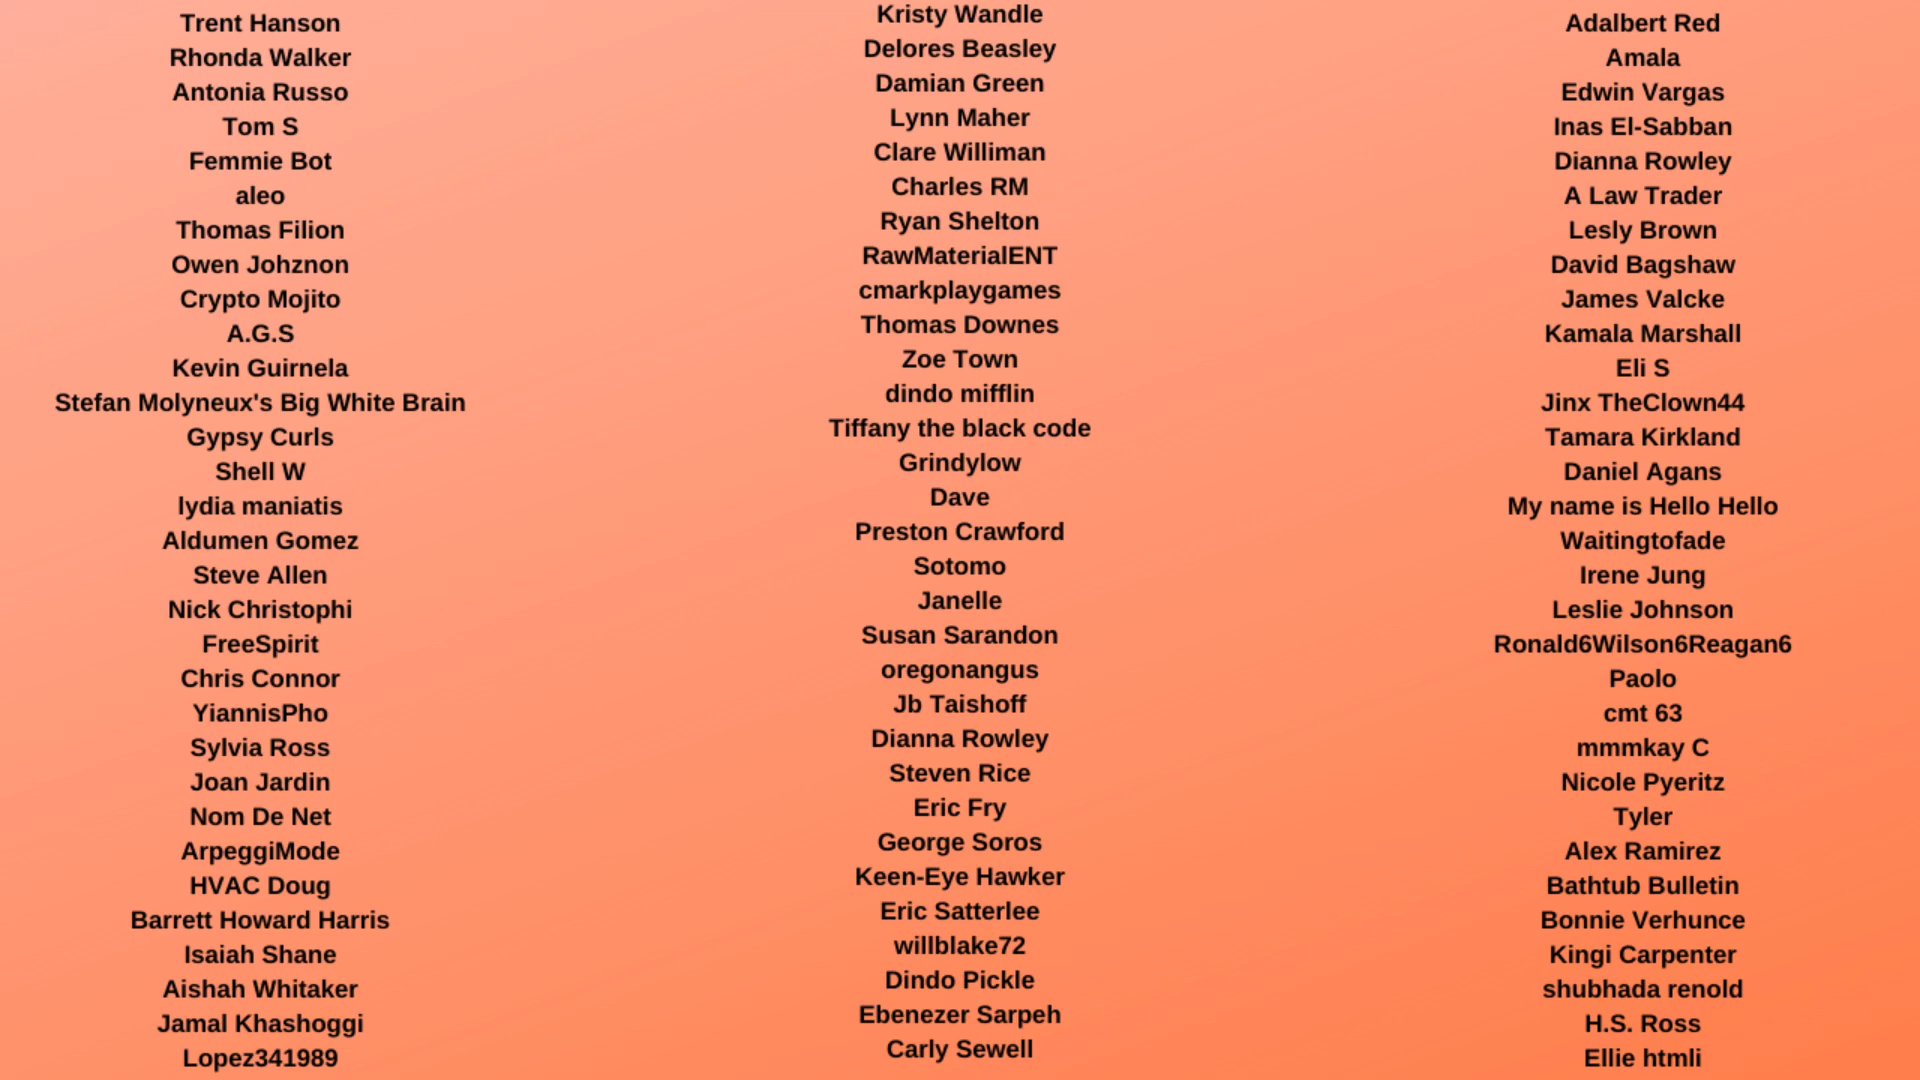 Trent Hanson
Rhonda Walker
Antonia Russo
Tom S
Femmie Bot
aleo
Thomas Filion
Owen Johznon
Crypto Mojito
A.G.S
Kevin Guirnela
Stefan Molyneux's Big White Brain
Gypsy Curls
Shell W
lydia maniatis
Aldumen Gomez
Steve Allen
Nick Christophi
FreeSpirit
Chris Connor
YiannisPho
Sylvia Ross
Joan Jardin
Nom De Net
ArpeggiMode
HVAC Doug
Barrett Howard Harris
Isaiah Shane
Aishah Whitaker
Jamal Khashoggi
Lopez341989
Kristy Wandle
Delores Beasley
Damian Green
Lynn Maher
Clare Williman
Charles RM
Ryan Shelton
RawMaterialENT
cmarkplaygames
Thomas Downes
Zoe Town
dindo mifflin
Tiffany the black code
Grindylow
Dave
Preston Crawford
Sotomo
Janelle
Susan Sarandon
oregonangus
Jb Taishoff
Dianna Rowley
Steven Rice
Eric Fry
George Soros
Keen-Eye Hawker
Eric Satterlee
willblake72
Dindo Pickle
Ebenezer Sarpeh
Carly Sewell
Adalbert Red
Amala
Edwin Vargas
Inas El-Sabban
Dianna Rowley
A Law Trader
Lesly Brown
David Bagshaw
James Valcke
Kamala Marshall
Eli S
Jinx TheClown44
Tamara Kirkland
Daniel Agans
My name is Hello Hello
Waitingtofade
Irene Jung
Leslie Johnson
Ronald6Wilson6Reagan6
Paolo
cmt 63
mmmkay C
Nicole Pyeritz
Tyler
Alex Ramirez
Bathtub Bulletin
Bonnie Verhunce
Kingi Carpenter
shubhada renold
H.S. Ross
Ellie htmli